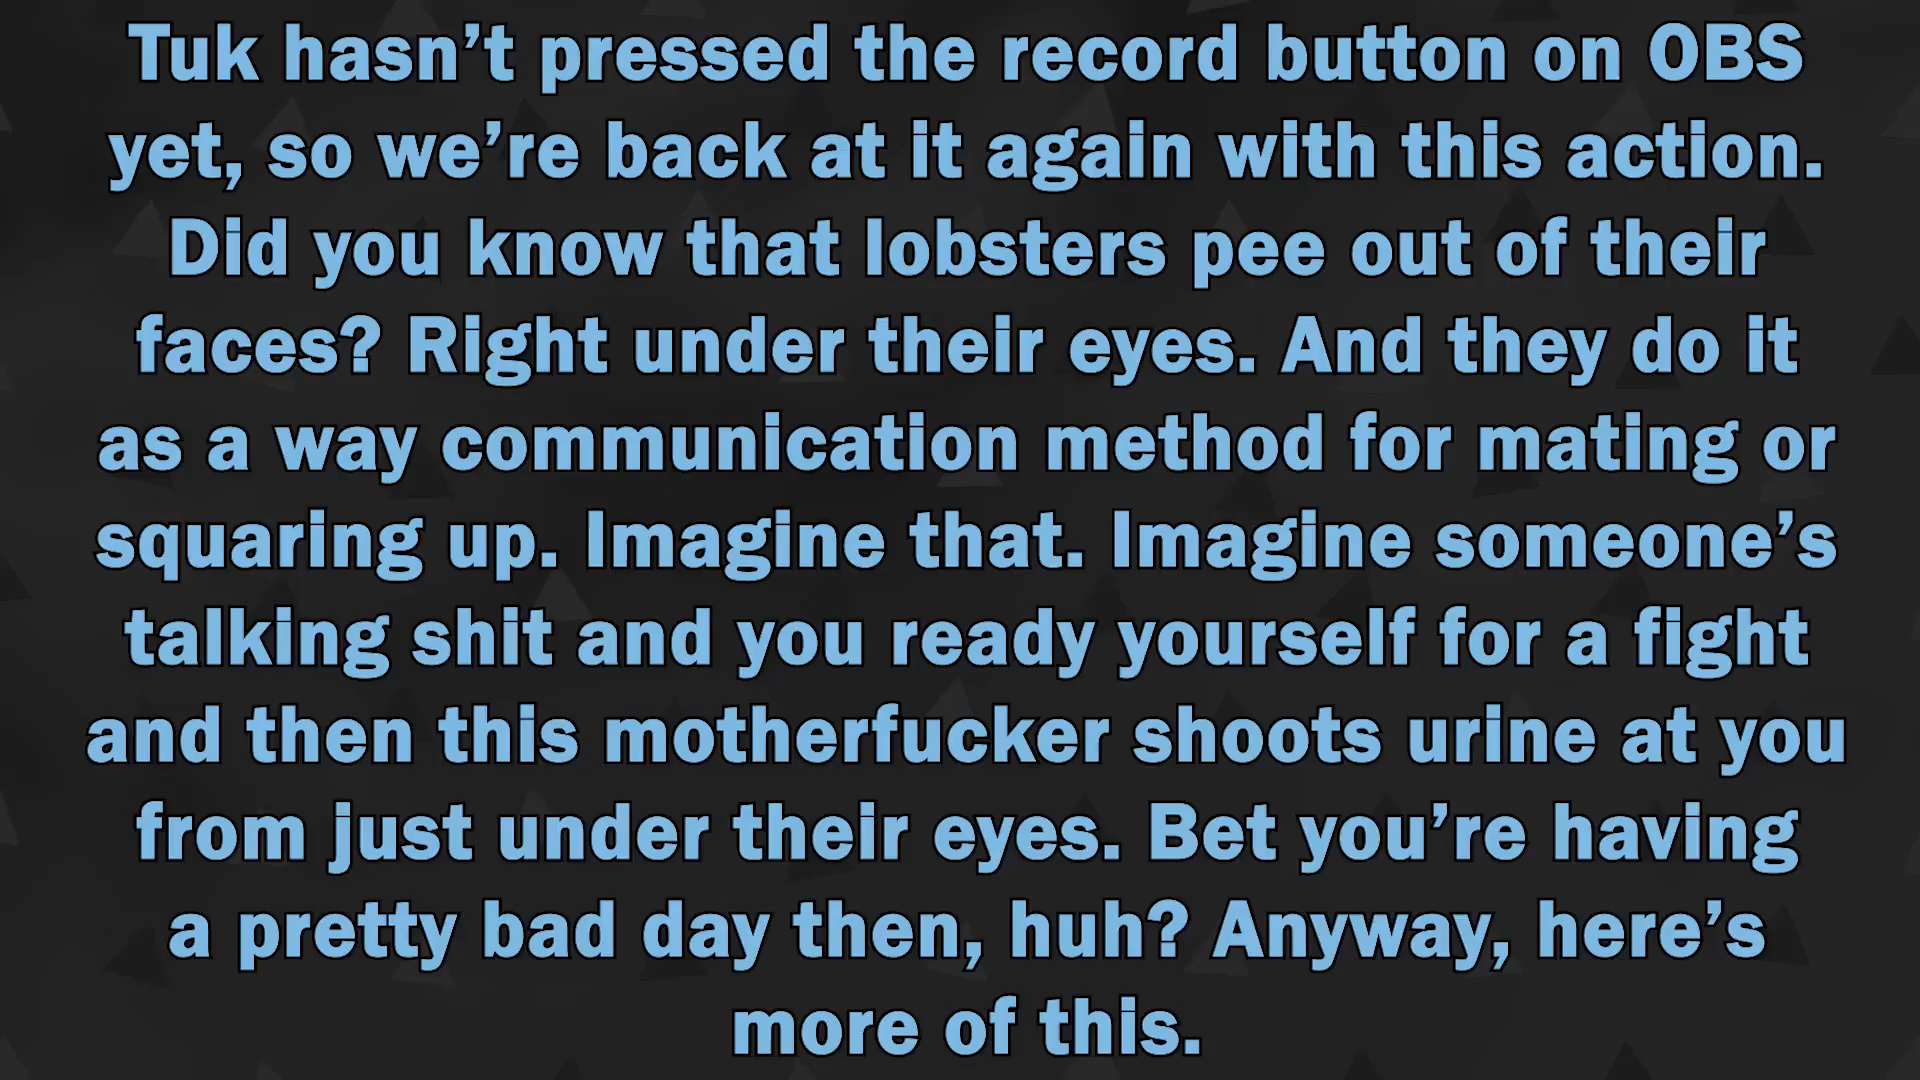 Tuk hasn’t pressed the record button on OBS
yet, so we’re back at it again with this action.
Did you know that lobsters pee out of their
faces? Right under their eyes. And they do it
as a way communication method for mating or
squaring up. Imagine that. Imagine someone’s
talking shit and you ready yourself for a fight
and then this motherfucker shoots urine at you
from just under their eyes. Bet you’re having
a pretty bad day then, huh? Anyway, here’s
more of this.